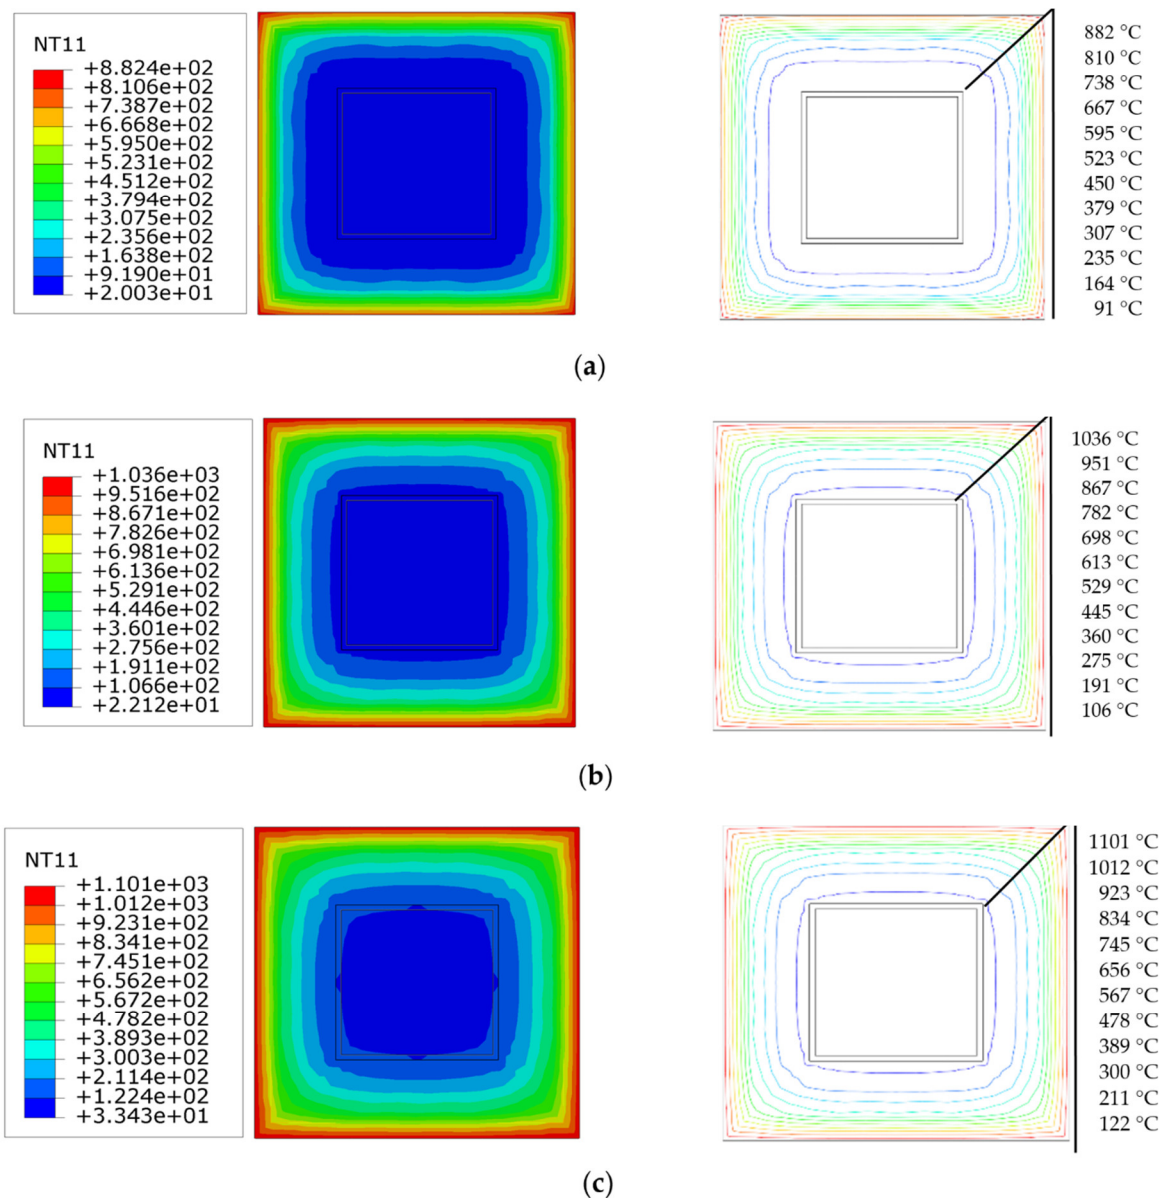 NT11
+8.824e+02
+8.106e+02
+7.387e+02
+6.668e+02
+5.950e+02
+5.231e+02
+4.512e+02
+3.794e+02
+3.075e+02
+2.356e+02
+1.638e+02
+9.190e+01
+2.003e+01
882 °C
810 °C
738 °C
667 °C
595 °C
523 °C
450 °C
379 °C
307 °C
235 °C
164 °C
91 °C
(a)
NT11
+1.036e+03
+9.516e+02
+8.671e+02
+7.826e+02
+6.981e+02
+6.136e+02
+5.291e+02
+4.446e+02
+3.601e+02
+2.756e+02
+1.911e+02
+1.066e+02
+2.212e+01
1036 °C
951 °C
867 °C
782 °C
698 °C
613 °C
529 °C
445 °C
360 °C
275 °C
191 °C
106 °C
(b)
NT11
+1.101e+03
+1.012e+03
+9.231e+02
+8.341e+02
+7.451e+02
+6.562e+02
+5.672e+02
+4.782e+02
+3.893e+02
+3.003e+02
+2.114e+02
+1.224e+02
+3.343e+01
1101 °C
1012 °C
923 °C
834 °C
745 °C
656 °C
567 °C
478 °C
389 °C
300 °C
211 °C
122 °C
(c)